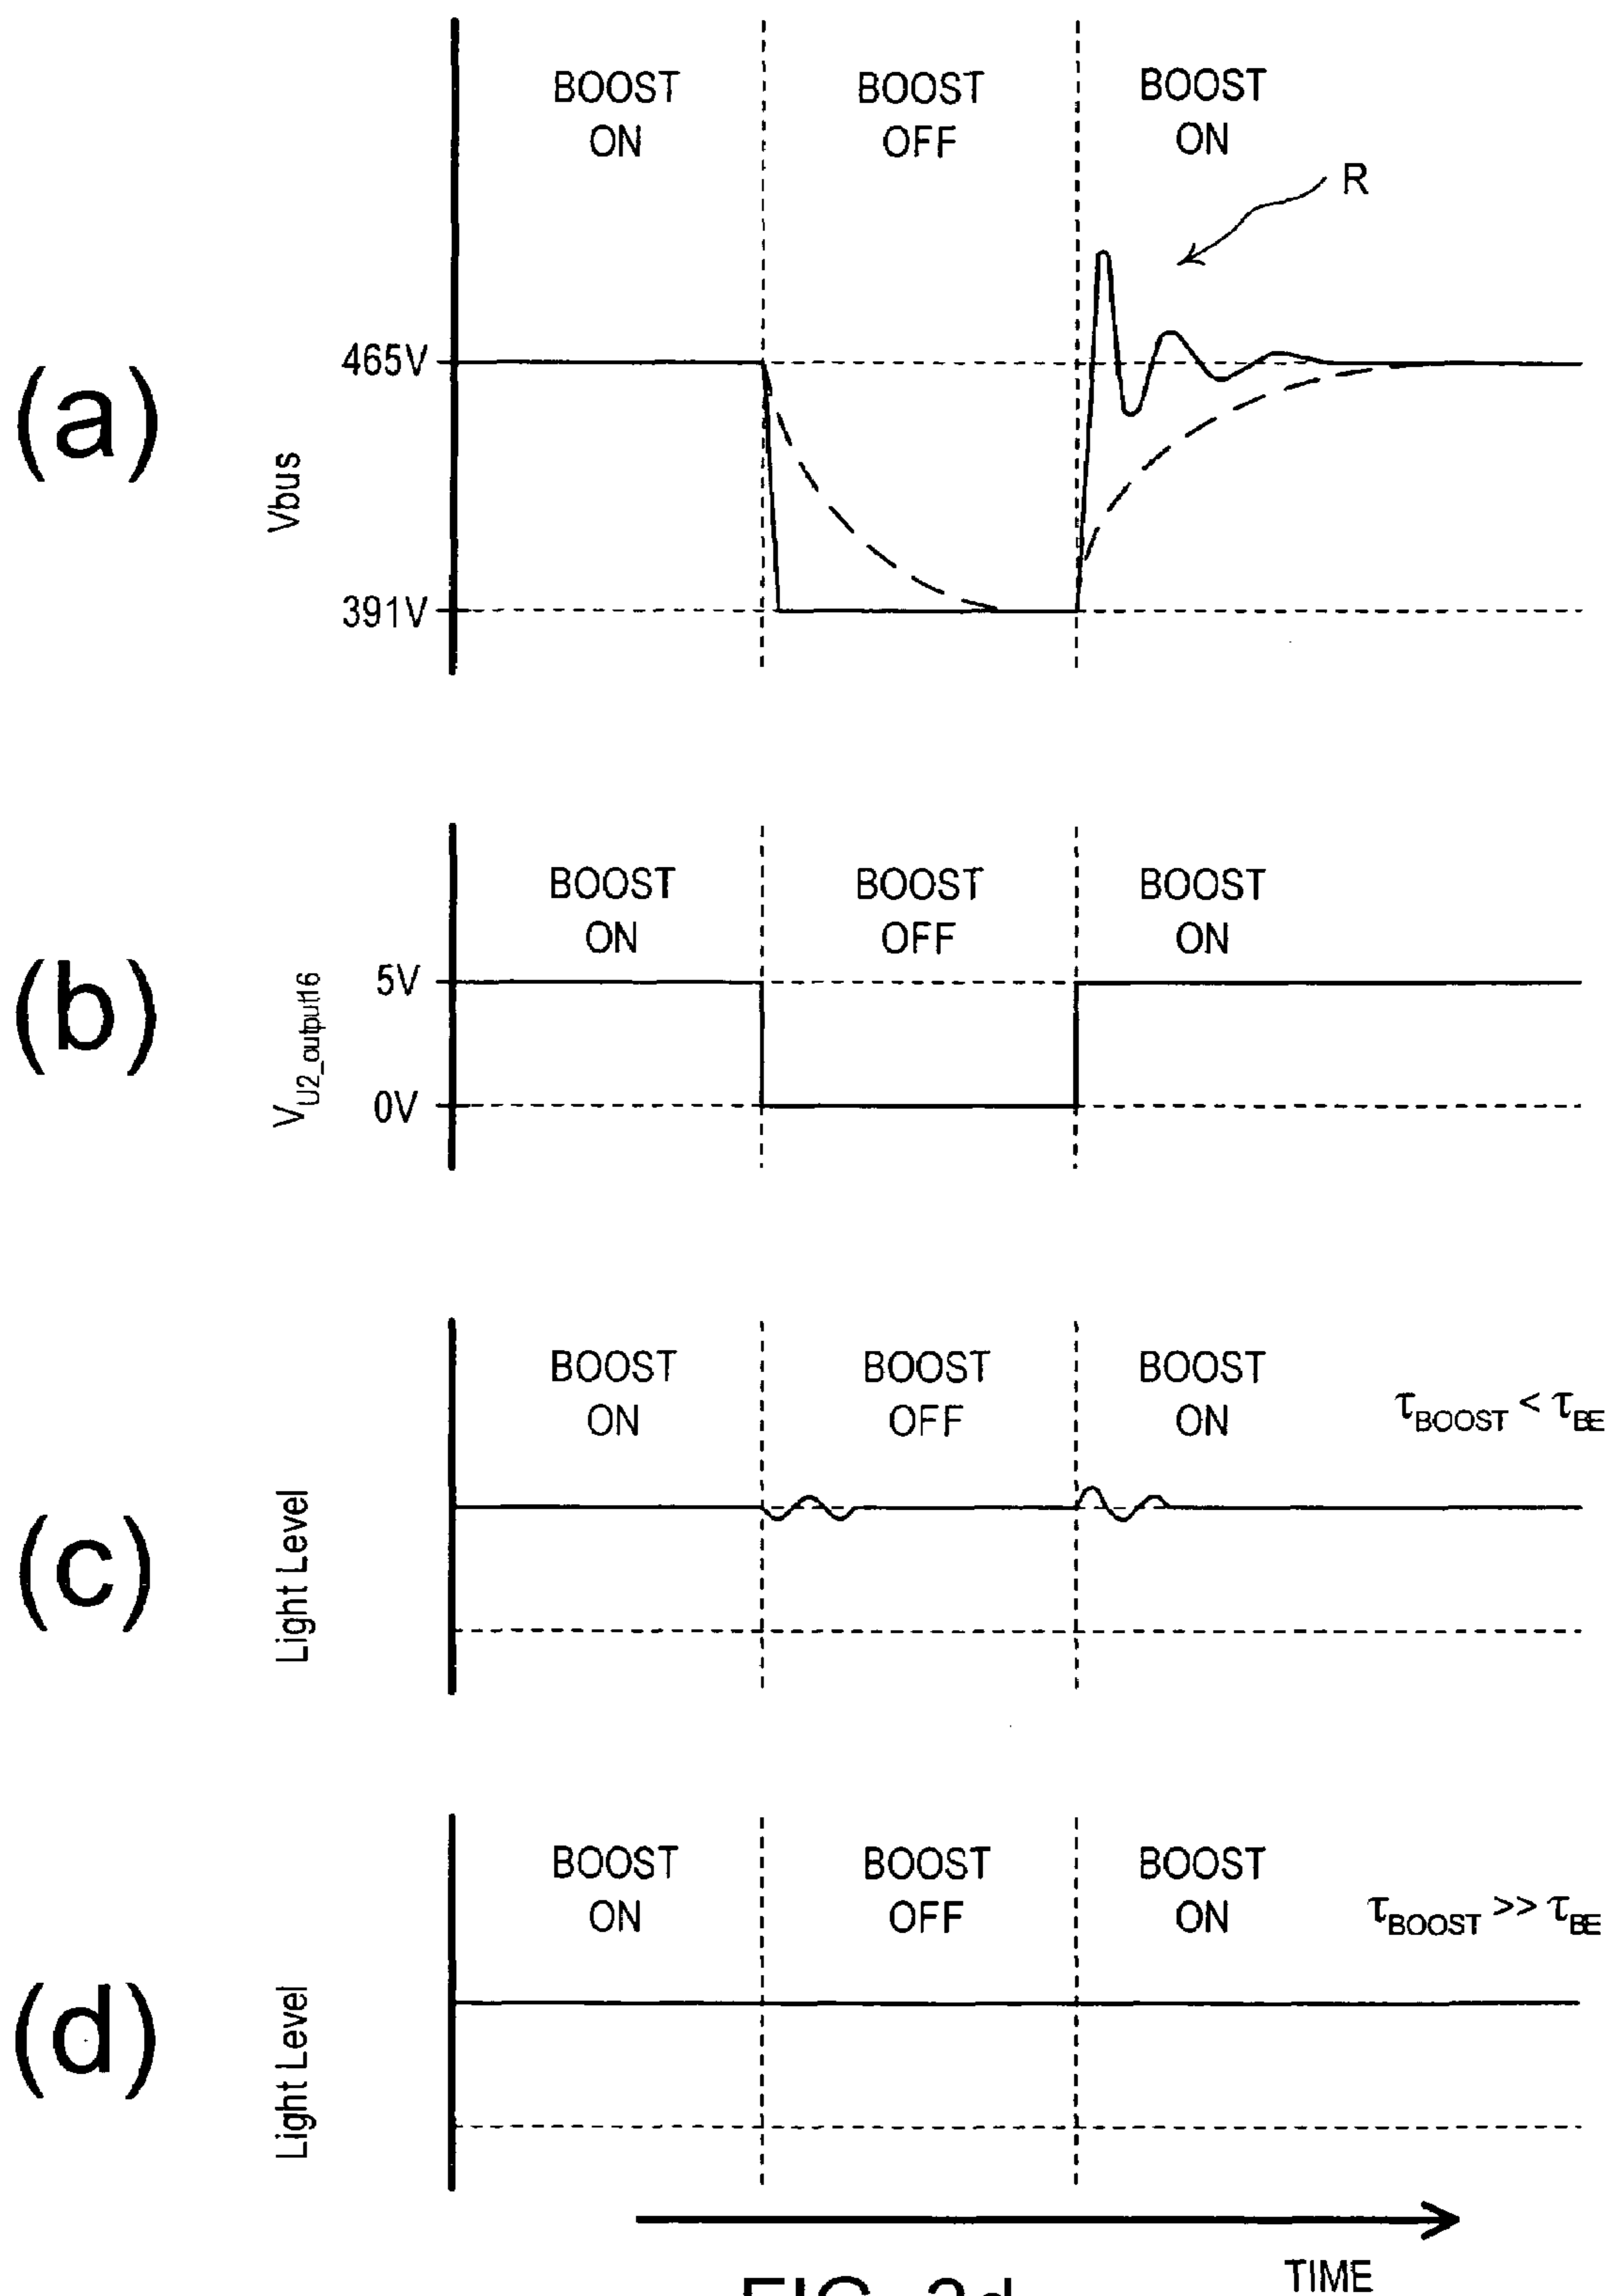 BOOST BOOST BOOST
ON OFF ON
R
465V
(a)
Vbus
391V
BOOST BOOST BOOST
ON OFF ON
5V
(b)
VU2_output16
0V
BOOST BOOST BOOST
ON OFF ON
τBOOST < τBE
(c)
Light Level
BOOST BOOST BOOST
ON OFF ON
τBOOST >> τBE
(d)
Light Level
TIME